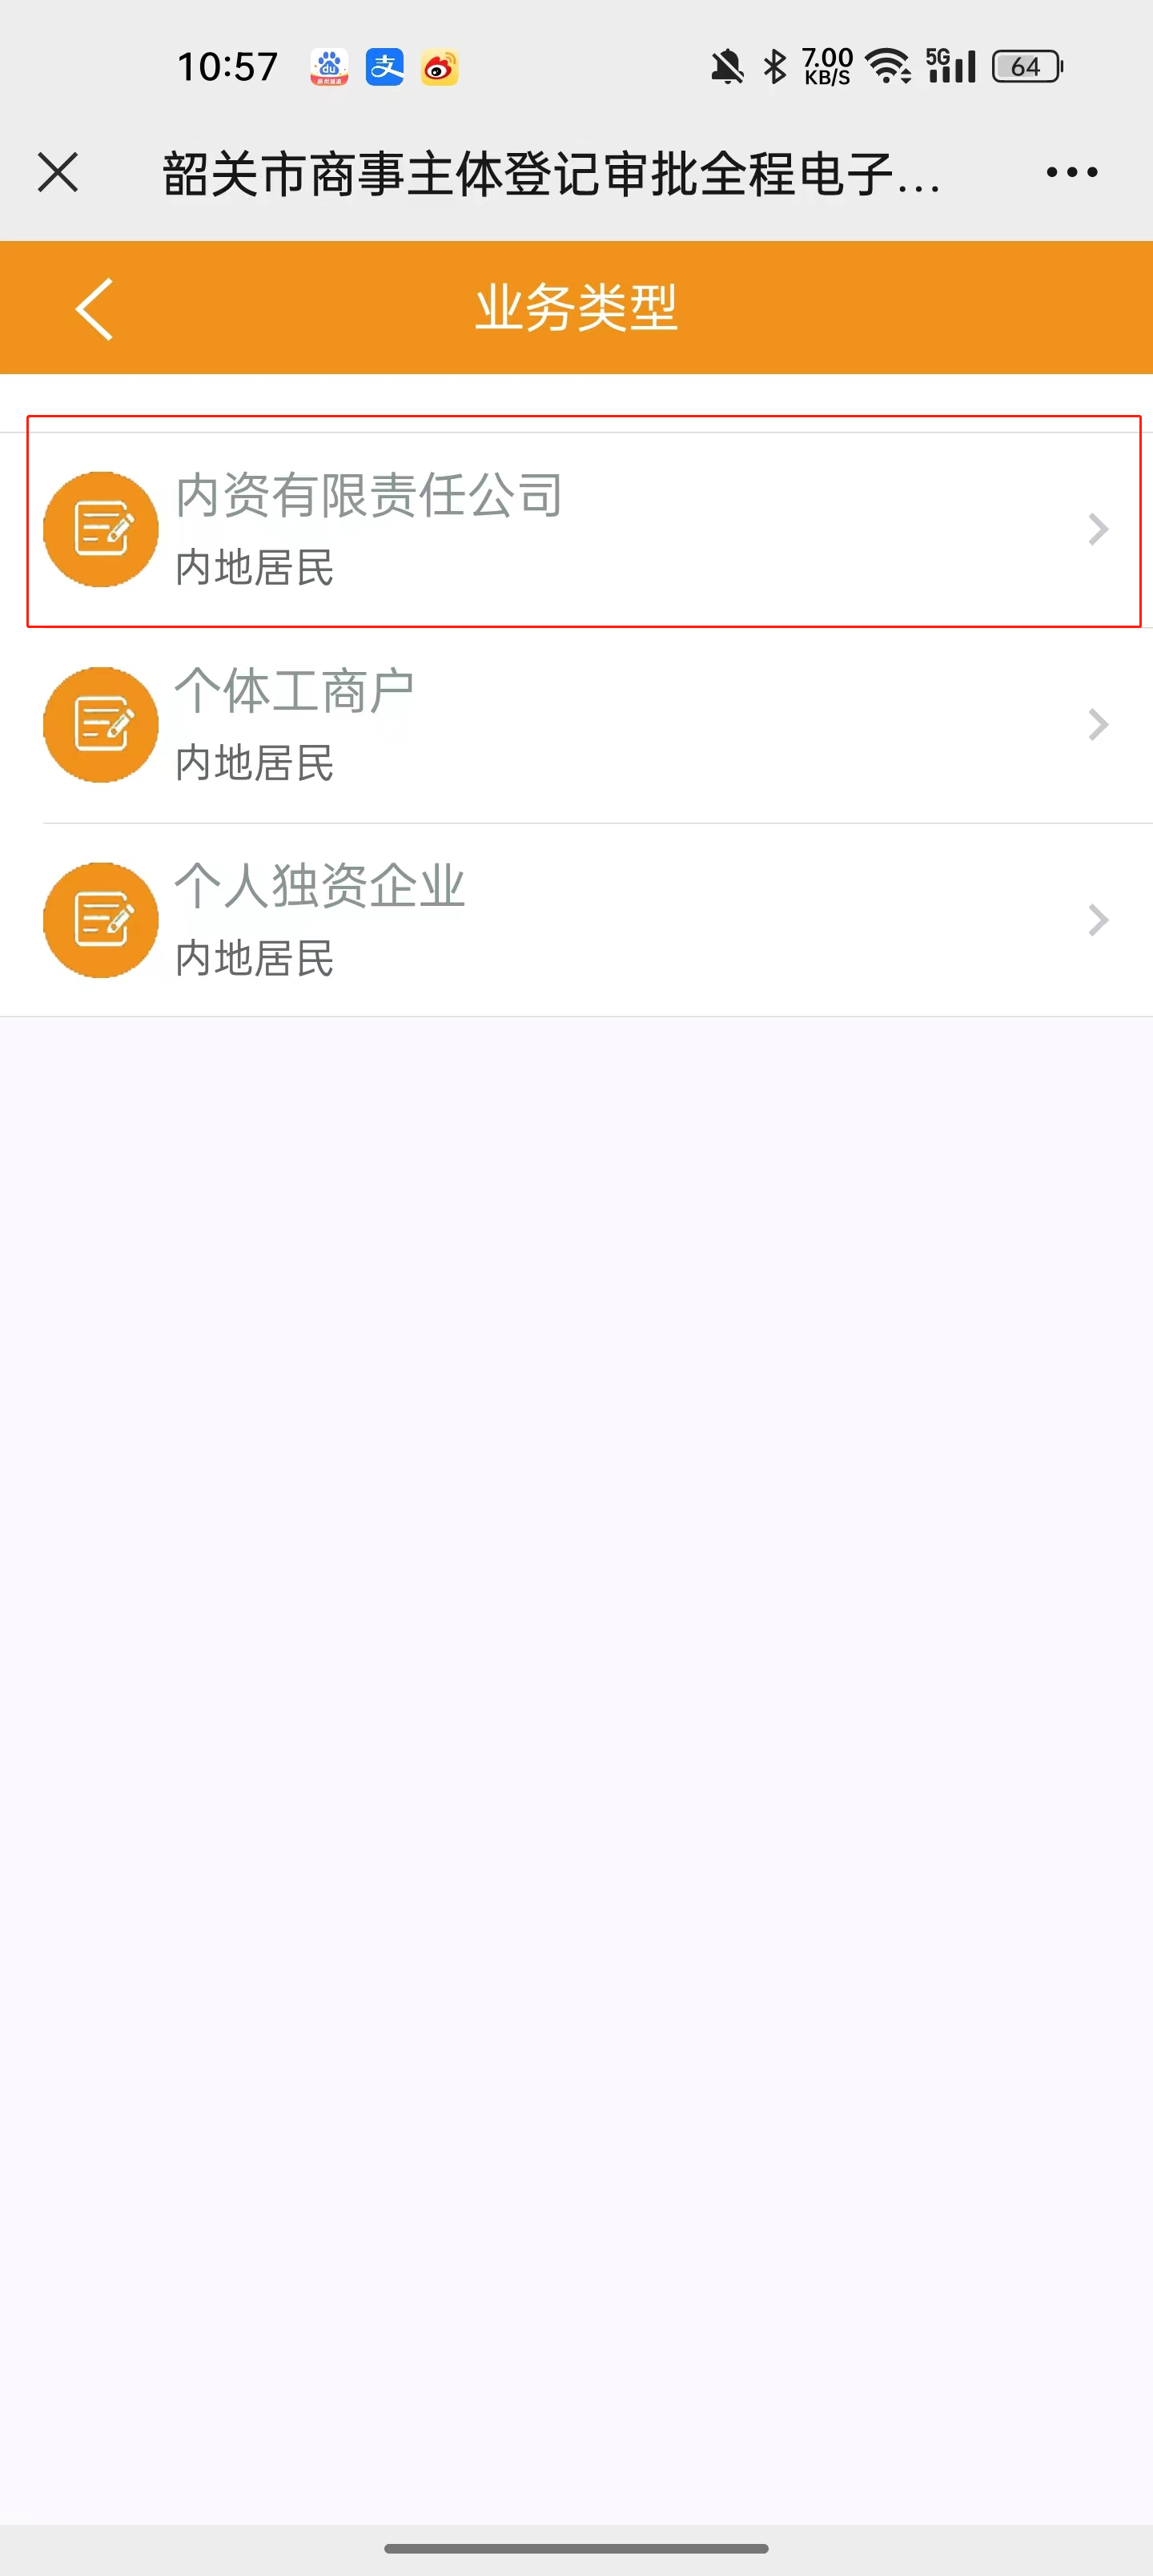 10:57
7.00
KB/S
5G
64
韶关市商事主体登记审批全程电子...
业务类型
内资有限责任公司
内地居民
个体工商户
内地居民
个人独资企业
内地居民